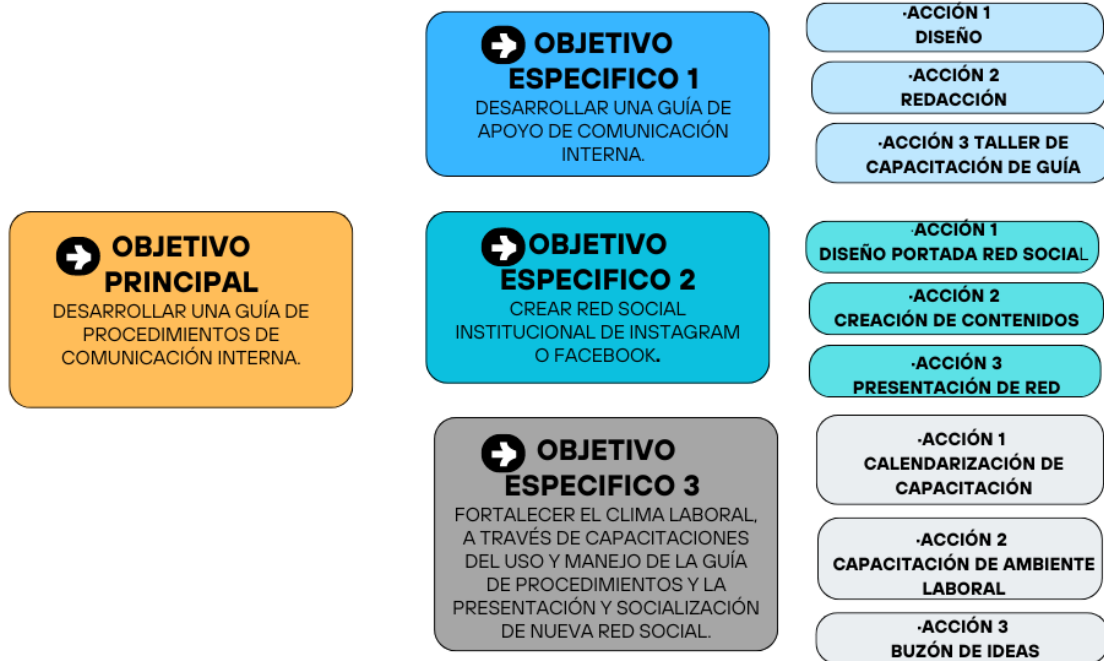 OBJETIVO
PRINCIPAL
DESARROLLAR UNA GUÍA DE
PROCEDIMIENTOS DE
COMUNICACIÓN INTERNA.
OBJETIVO
ESPECIFICO 1
DESARROLLAR UNA GUÍA DE
APOYO DE COMUNICACIÓN
INTERNA.
·ACCIÓN 1
DISEÑO
·ACCIÓN 2
REDACCIÓN
·ACCIÓN 3 TALLER DE
CAPACITACIÓN DE GUÍA
OBJETIVO
ESPECIFICO 2
CREAR RED SOCIAL
INSTITUCIONAL DE INSTAGRAM
O FACEBOOK.
·ACCIÓN 1
DISEÑO PORTADA RED SOCIAL
·ACCIÓN 2
CREACIÓN DE CONTENIDOS
·ACCIÓN 3
PRESENTACIÓN DE RED
OBJETIVO
ESPECIFICO 3
FORTALECER EL CLIMA LABORAL,
A TRAVÉS DE CAPACITACIONES
DEL USO Y MANEJO DE LA GUÍA
DE PROCEDIMIENTOS Y LA
PRESENTACIÓN Y SOCIALIZACIÓN
DE NUEVA RED SOCIAL.
·ACCIÓN 1
CALENDARIZACIÓN DE
CAPACITACIÓN
·ACCIÓN 2
CAPACITACIÓN DE AMBIENTE
LABORAL
·ACCIÓN 3
BUZÓN DE IDEAS